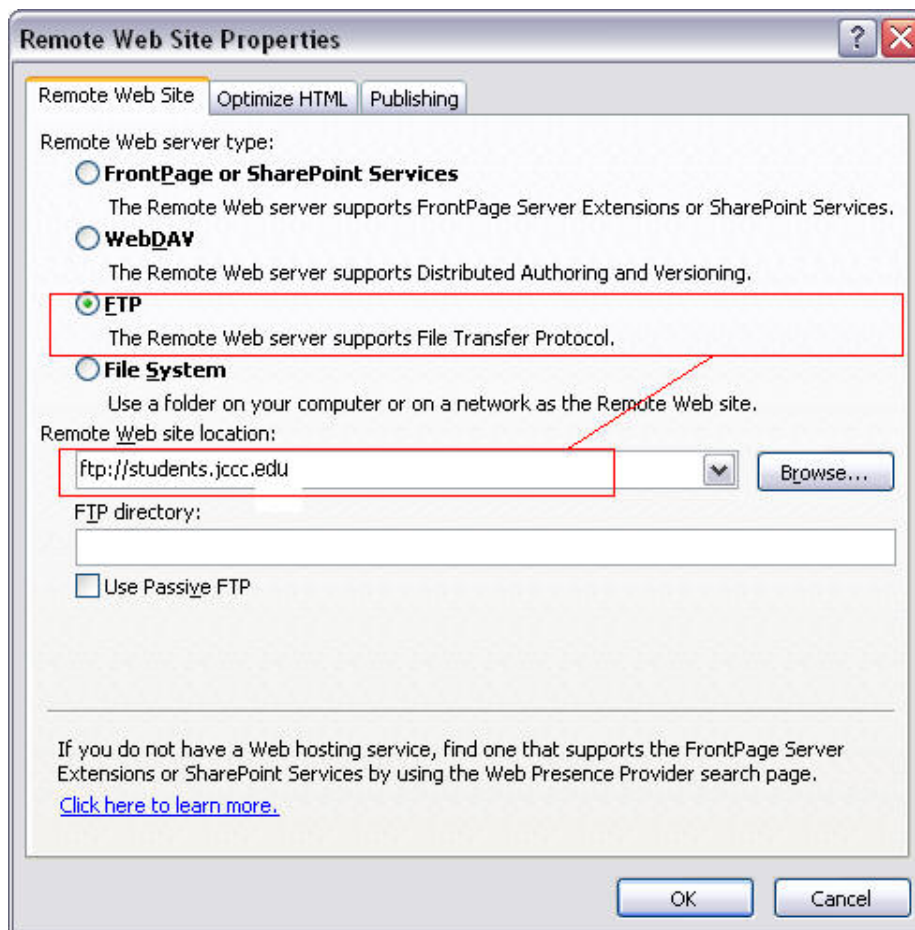 Remote Web Site Properties
Remote Web Site Optimize HTML Publishing
Remote Web server type:
FrontPage or SharePoint Services
The Remote Web server supports FrontPage Server Extensions or SharePoint Services.
WebDAV
The Remote Web server supports Distributed Authoring and Versioning.
FTP
The Remote Web server supports File Transfer Protocol.
File System
Use a folder on your computer or on a network as the Remote Web site.
Remote Web site location:
ftp://students.jccc.edu Browse...
FTP directory:
Use Passive FTP
If you do not have a Web hosting service, find one that supports the FrontPage Server
Extensions or SharePoint Services by using the Web Presence Provider search page.
Click here to learn more.
OK Cancel